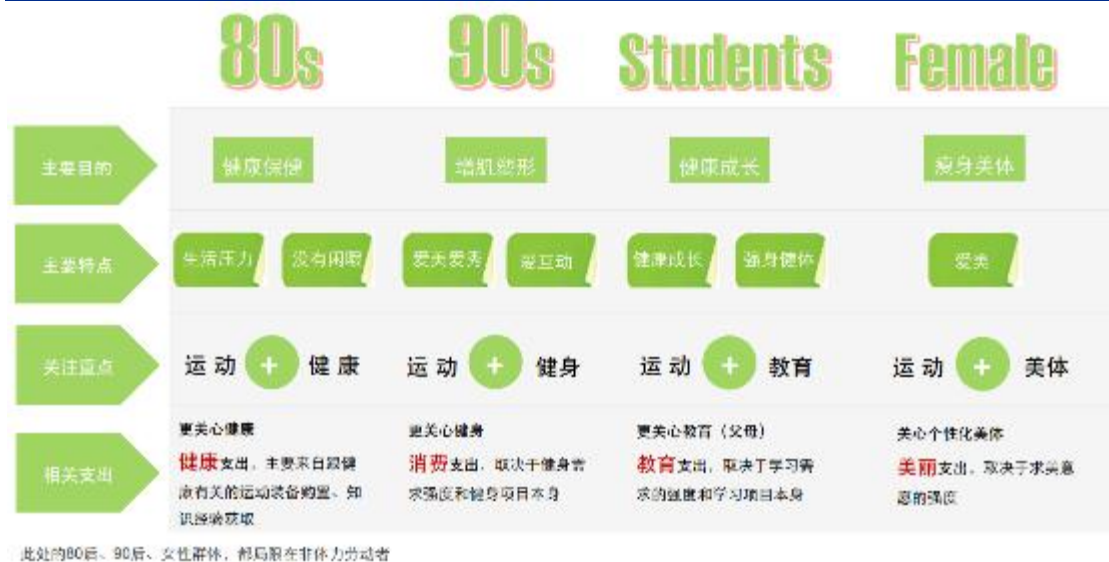 80s 90s Students Female
主要目的 健康保健 增肌塑形 健康成长 瘦身美体
主要特点 生活压力 没有闲暇 爱美爱秀 爱互动 健康成长 强身健体 爱美
关注重点 运动 + 健康 运动 + 健身 运动 + 教育 运动 + 美体
相关支出
更关心健康
健康支出，主要来自跟健
康有关的运动装备购置、知
识经验获取
更关心健身
消费支出，取决于健身需
求强度和健身项目本身
更关心教育（父母）
教育支出，取决于学习需
求的强度和学习项目本身
关心个性化美体
美丽支出，取决于求美意
愿的强度
此处的80后、90后、女性群体，都局限在非体力劳动者